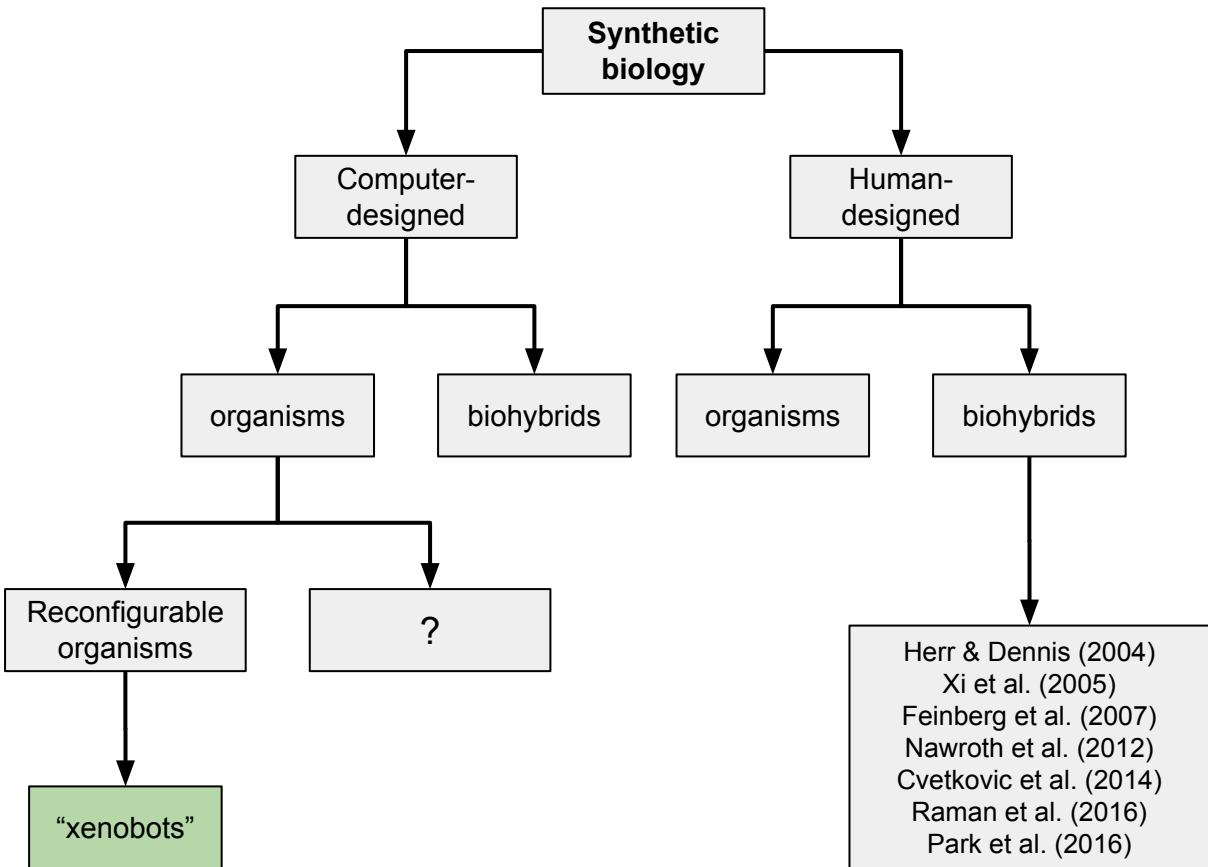 Synthetic
biology
Computer-
designed
Human-
designed
organisms
biohybrids
organisms
biohybrids
Reconfigurable
organisms
?
Herr & Dennis (2004)
Xi et al. (2005)
Feinberg et al. (2007)
Nawroth et al. (2012)
Cvetkovic et al. (2014)
Raman et al. (2016)
Park et al. (2016)
“xenobots”